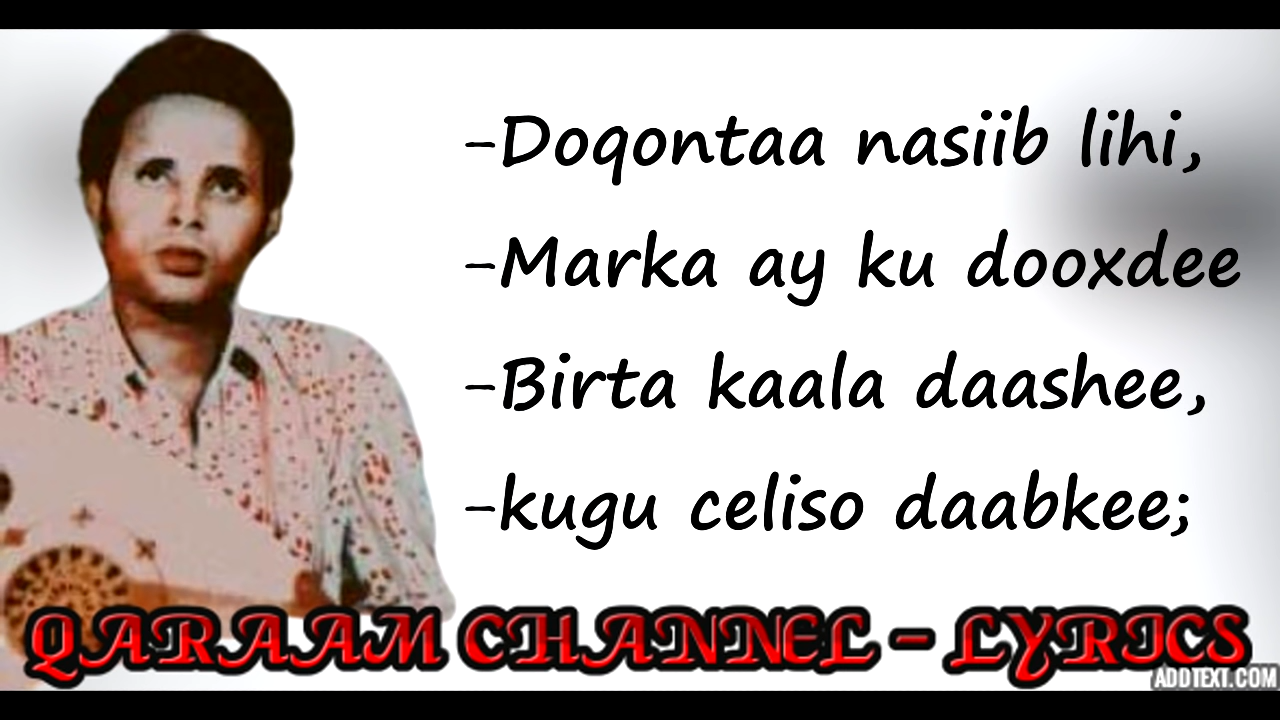 -Doqontaa nasiib lihi,
-Marka ay ku dooxdee
-Birta kaala daashee,
-kugu celiso daabkee;
QARAAM CHANNEL - LYRICS
ADDTEXT.COM